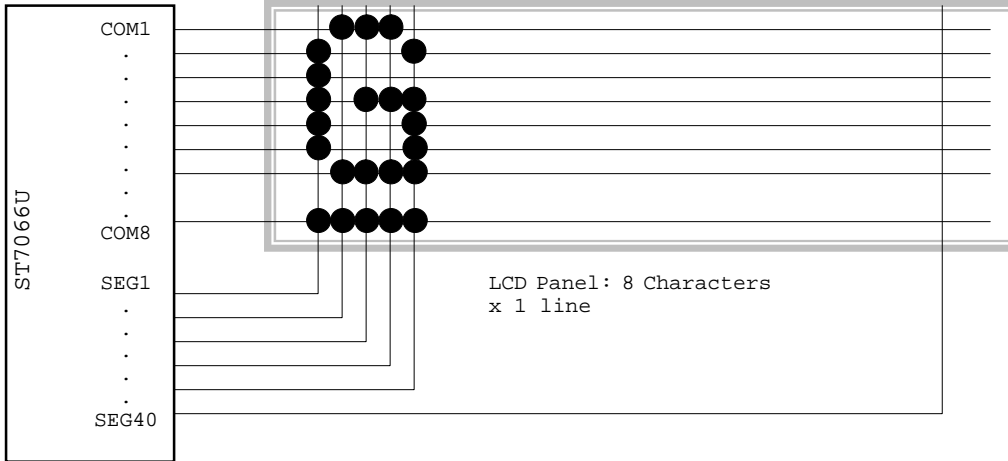 COM1
.
.
.
.
.
.
.
COM8
ST7066U
SEG1
.
.
.
.
.
SEG40
LCD Panel: 8 Characters
x 1 line